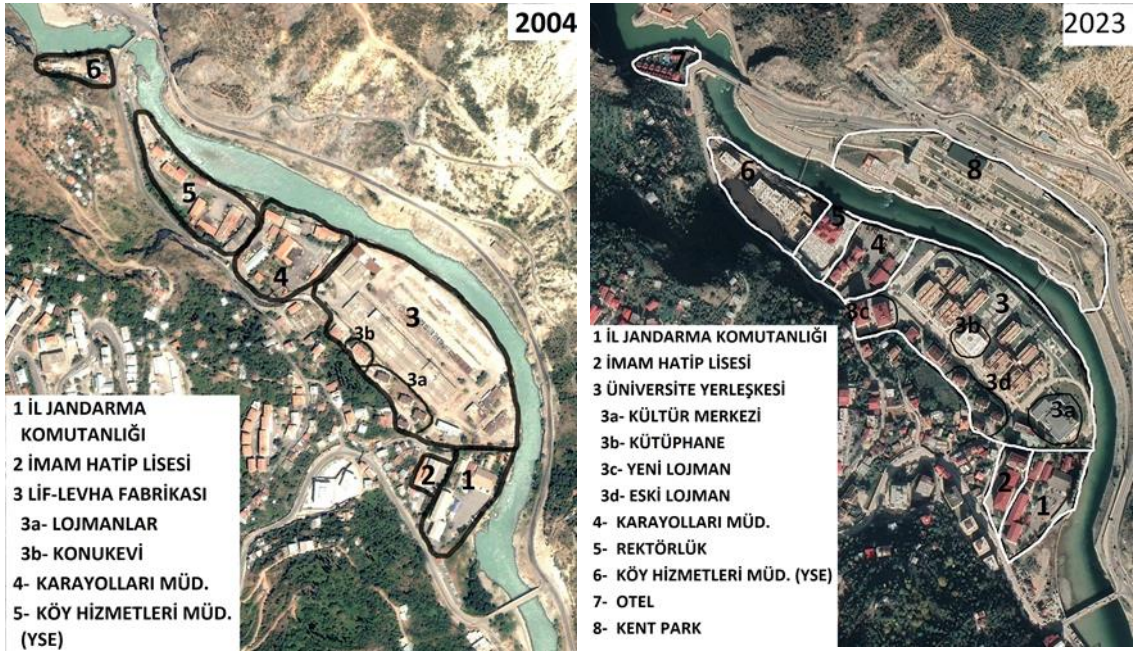 2004
6
5
4
3
3b
3a
2
1
1 İL JANDARMA
KOMUTANLIĞI
2 İMAM HATİP LİSESİ
3 LİF-LEVHA FABRİKASI
3a- LOJMANLAR
3b- KONUKEVİ
4- KARAYOLLARI MÜD.
5- KÖY HİZMETLERİ MÜD.
(YSE)
2023
7
8
6
5
4
3c
3
3b
3d
3a
2
1
1 İL JANDARMA KOMUTANLIĞI
2 İMAM HATİP LİSESİ
3 ÜNİVERSİTE YERLEŞKESİ
3a- KÜLTÜR MERKEZİ
3b- KÜTÜPHANE
3c- YENİ LOJMAN
3d- ESKİ LOJMAN
4- KARAYOLLARI MÜD.
5- REKTÖRLÜK
6- KÖY HİZMETLERİ MÜD. (YSE)
7- OTEL
8- KENT PARK